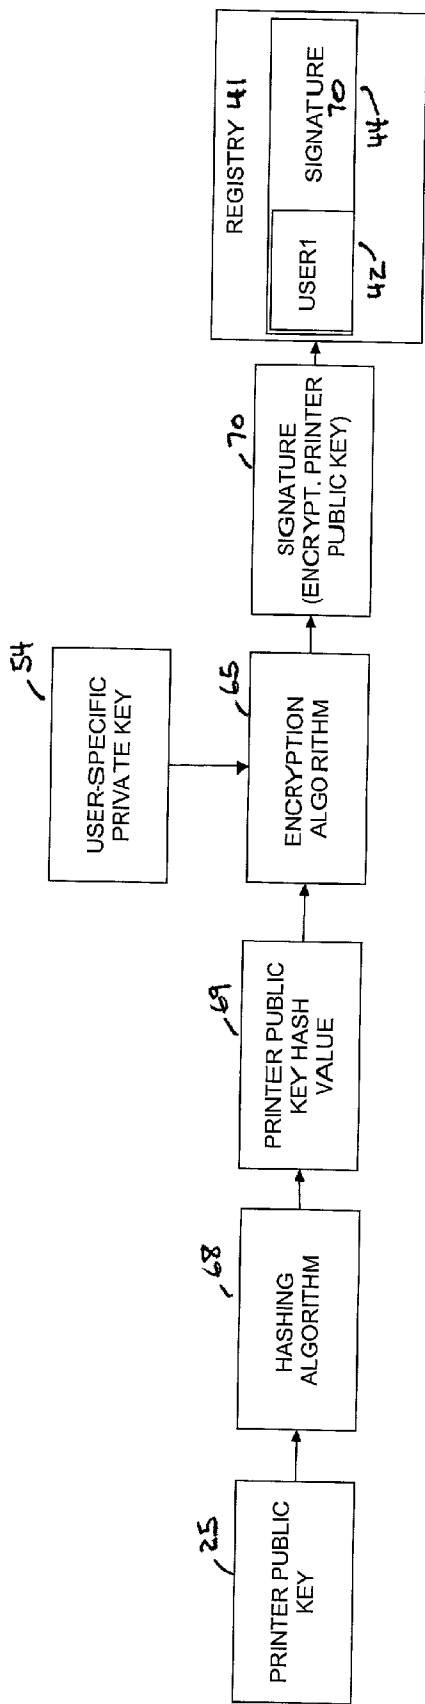 25
PRINTER PUBLIC
KEY
68
HASHING
ALGORITHM
69
PRINTER PUBLIC
KEY HASH
VALUE
54
USER-SPECIFIC
PRIVATE KEY
65
ENCRYPTION
ALGORITHM
70
SIGNATURE
(ENCRYPT. PRINTER
PUBLIC KEY)
REGISTRY 41
USER1
SIGNATURE
70
42
44